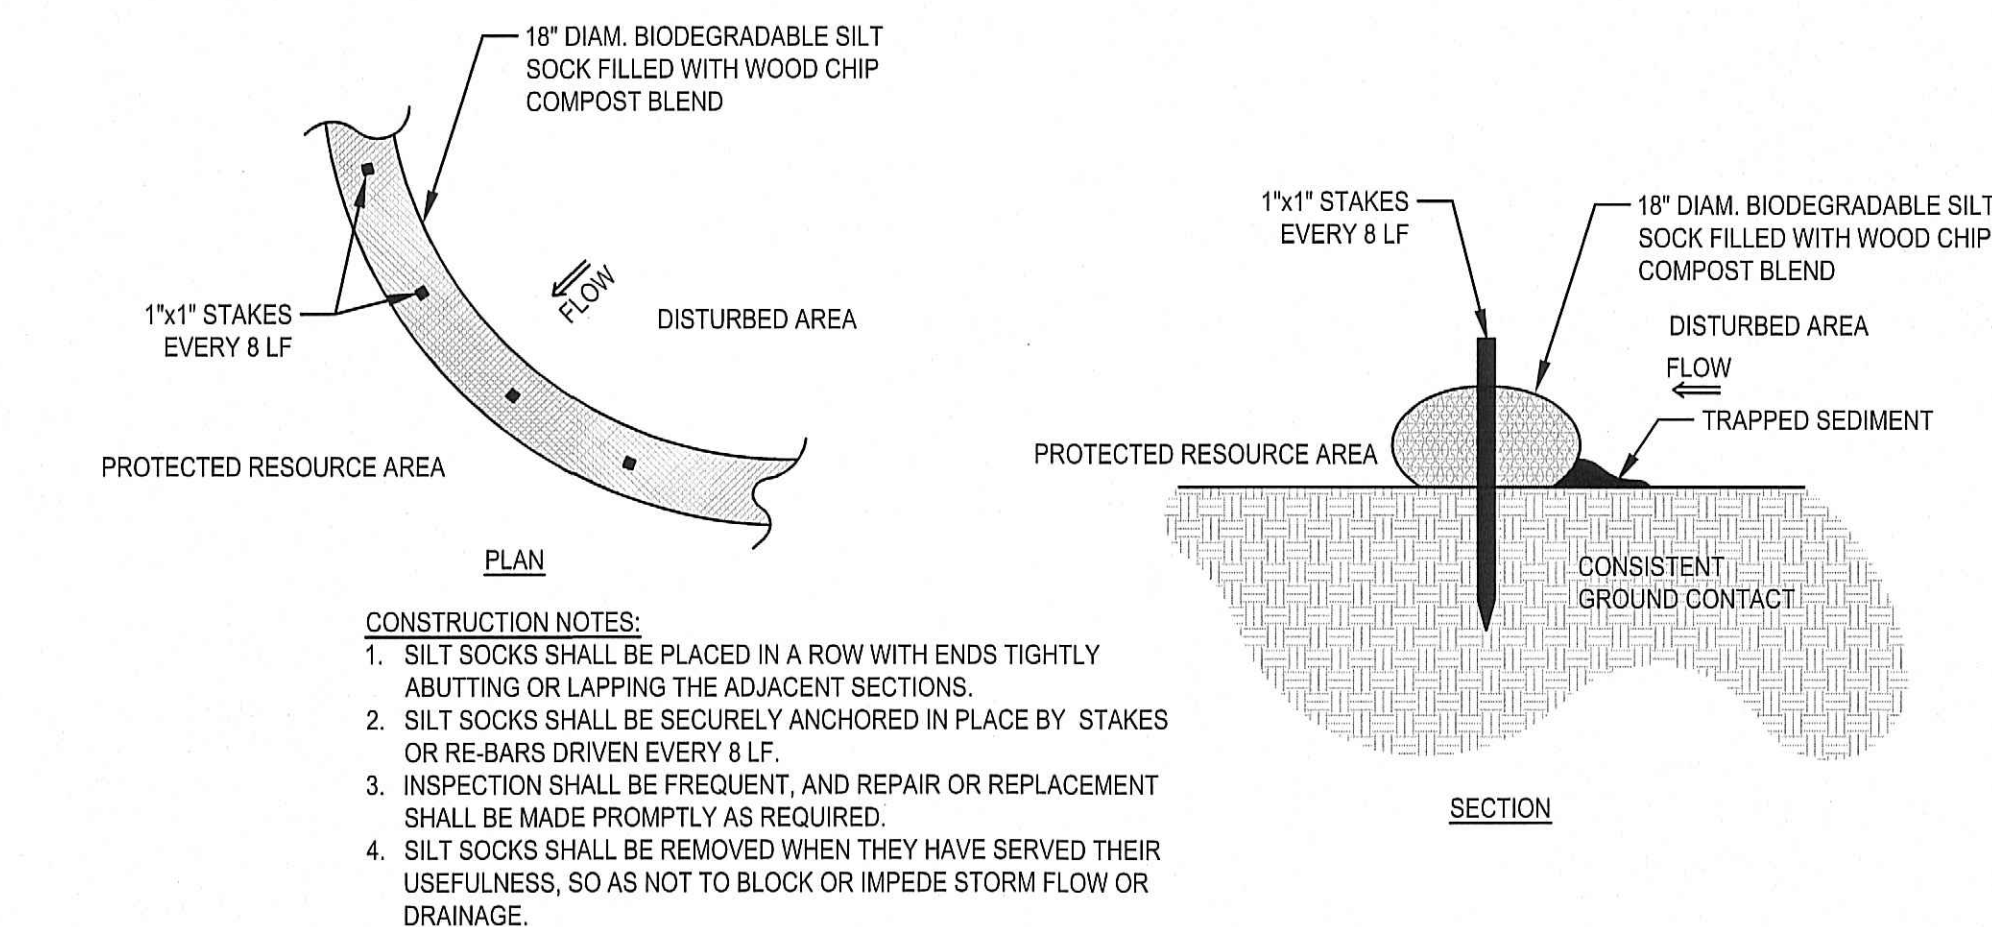 18" DIAM. BIODEGRADABLE SILT
SOCK FILLED WITH WOOD CHIP
COMPOST BLEND
1"x1" STAKES
EVERY 8 LF
FLOW
DISTURBED AREA
PROTECTED RESOURCE AREA
PLAN
1"x1" STAKES
EVERY 8 LF
18" DIAM. BIODEGRADABLE SILT
SOCK FILLED WITH WOOD CHIP
COMPOST BLEND
DISTURBED AREA
FLOW
TRAPPED SEDIMENT
PROTECTED RESOURCE AREA
CONSISTENT
GROUND CONTACT
SECTION
CONSTRUCTION NOTES:
1. SILT SOCKS SHALL BE PLACED IN A ROW WITH ENDS TIGHTLY
ABUTTING OR LAPPING THE ADJACENT SECTIONS.
2. SILT SOCKS SHALL BE SECURELY ANCHORED IN PLACE BY STAKES
OR RE-BARS DRIVEN EVERY 8 LF.
3. INSPECTION SHALL BE FREQUENT, AND REPAIR OR REPLACEMENT
SHALL BE MADE PROMPTLY AS REQUIRED.
4. SILT SOCKS SHALL BE REMOVED WHEN THEY HAVE SERVED THEIR
USEFULNESS, SO AS NOT TO BLOCK OR IMPEDE STORM FLOW OR
DRAINAGE.